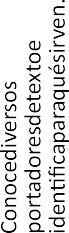 Conocediversos
portadoresdetextoe
identificaparaquésirven.